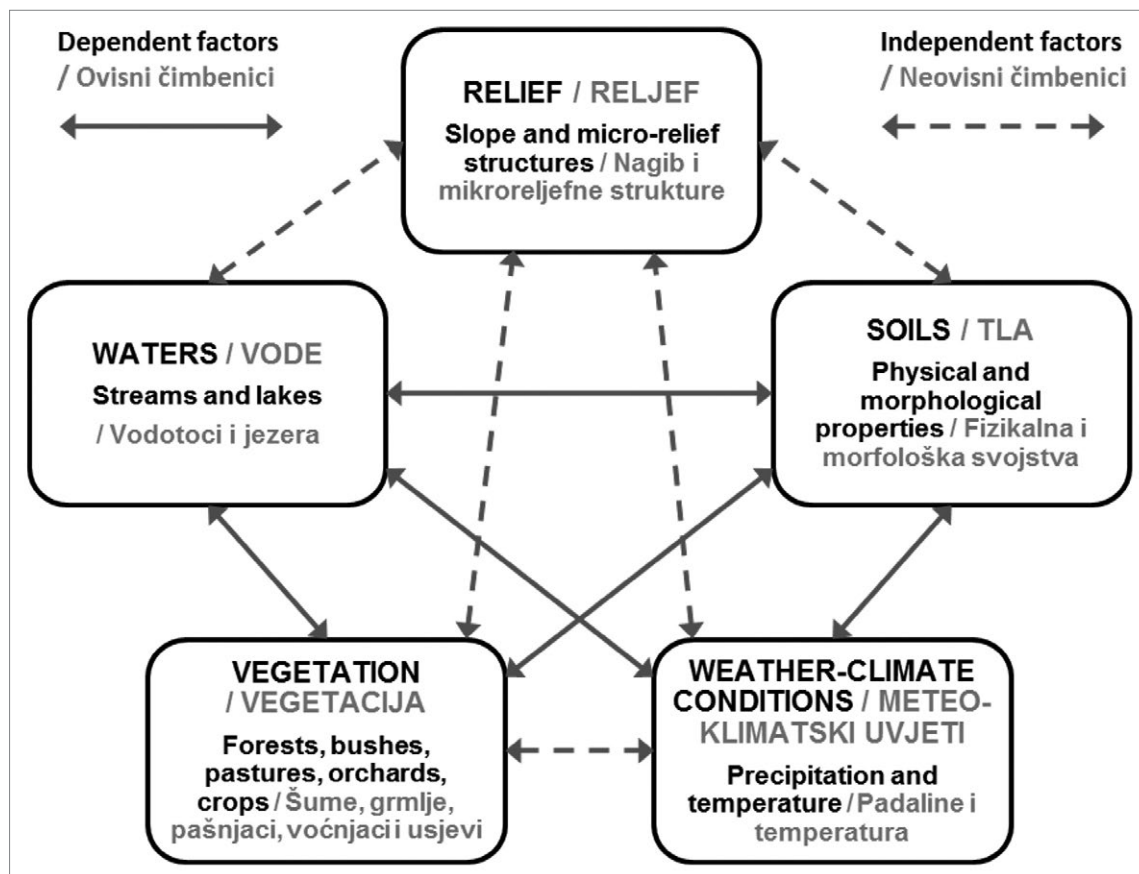 Dependent factors
/ Ovisni čimbenici
Independent factors
/ Neovisni čimbenici
RELIEF / RELJEF
Slope and micro-relief
structures / Nagib i
mikroreljefne strukture
WATERS / VODE
Streams and lakes
/ Vodotoci i jezera
SOILS / TLA
Physical and
morphological
properties / Fizikalna i
morfološka svojstva
VEGETATION
/ VEGETACIJA
Forests, bushes,
pastures, orchards,
crops / Šume, grmlje,
pašnjaci, voćnjaci i usjevi
WEATHER-CLIMATE
CONDITIONS / METEO-
KLIMATSKI UVJETI
Precipitation and
temperature / Padaline i
temperatura